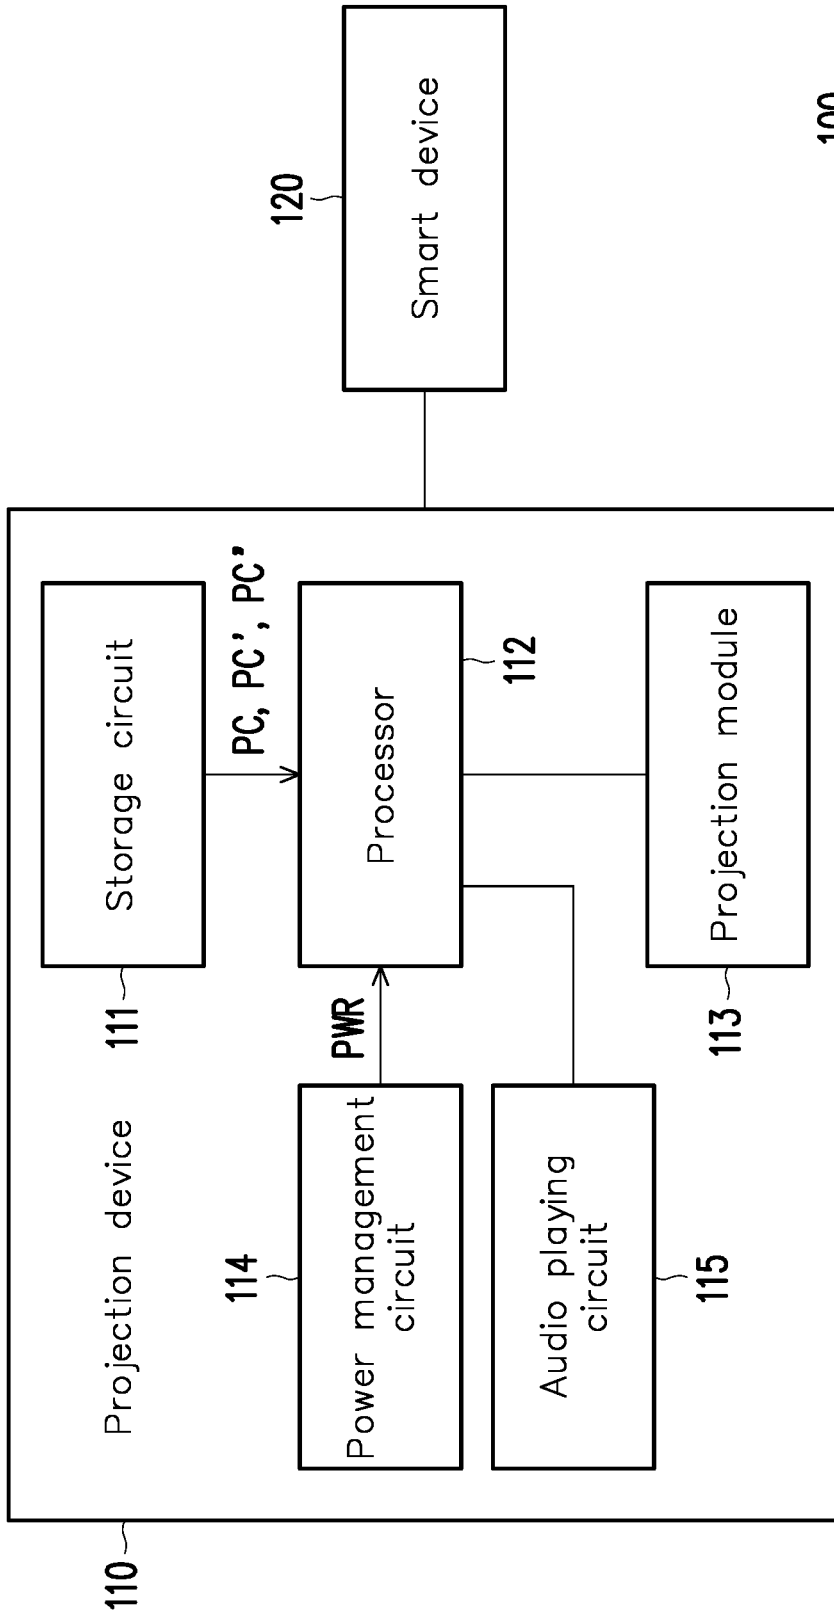 110
Projection device
111
Storage circuit
114
PC, PC', PC’
120
PWR
Power management
circuit
Processor
Smart device
112
Audio playing
circuit
115
113
Projection module
100